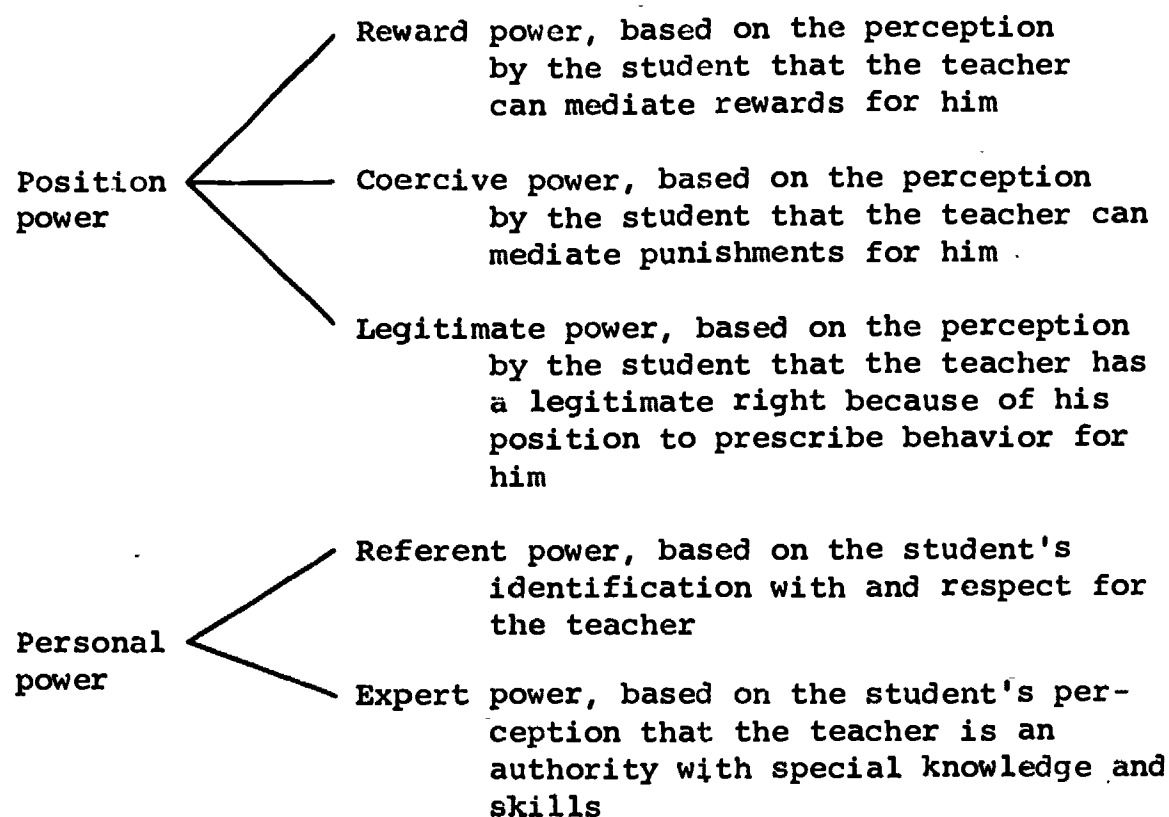 Reward power, based on the perception
by the student that the teacher
can mediate rewards for him
Position
power
Coercive power, based on the perception
by the student that the teacher can
mediate punishments for him
Legitimate power, based on the perception
by the student that the teacher has
a legitimate right because of his
position to prescribe behavior for
him
Referent power, based on the student's
identification with and respect for
the teacher
Personal
power
Expert power, based on the student's per-
ception that the teacher is an
authority with special knowledge and
skills